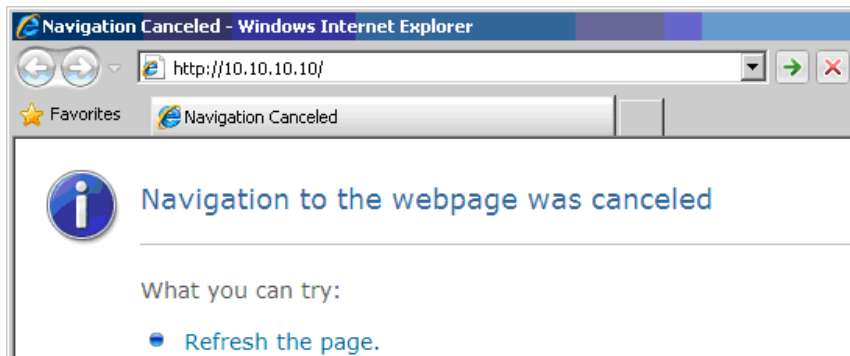 Navigation Canceled - Windows Internet Explorer
http://10.10.10.10/
Favorites
Navigation Canceled
Navigation to the webpage was canceled
What you can try:
Refresh the page.